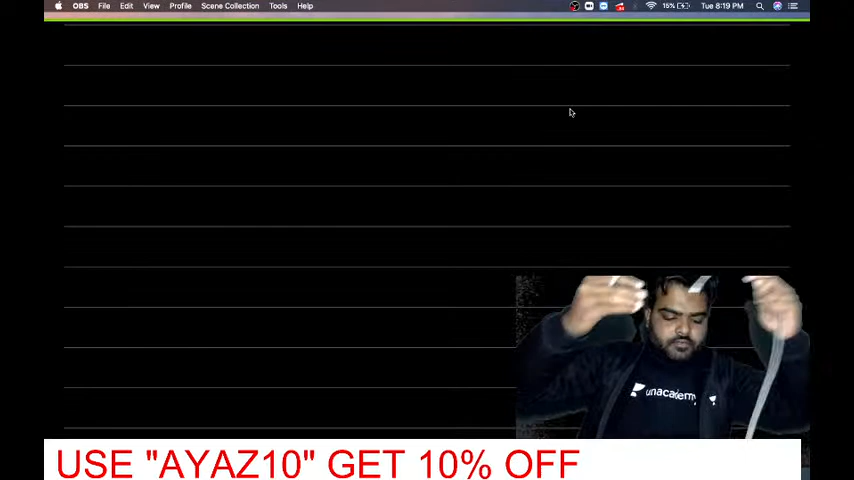 OBS File Edit View Profile Scene Collection Tools Help 15% Tue 8:19 PM
unacademy
USE "AYAZ10" GET 10% OFF